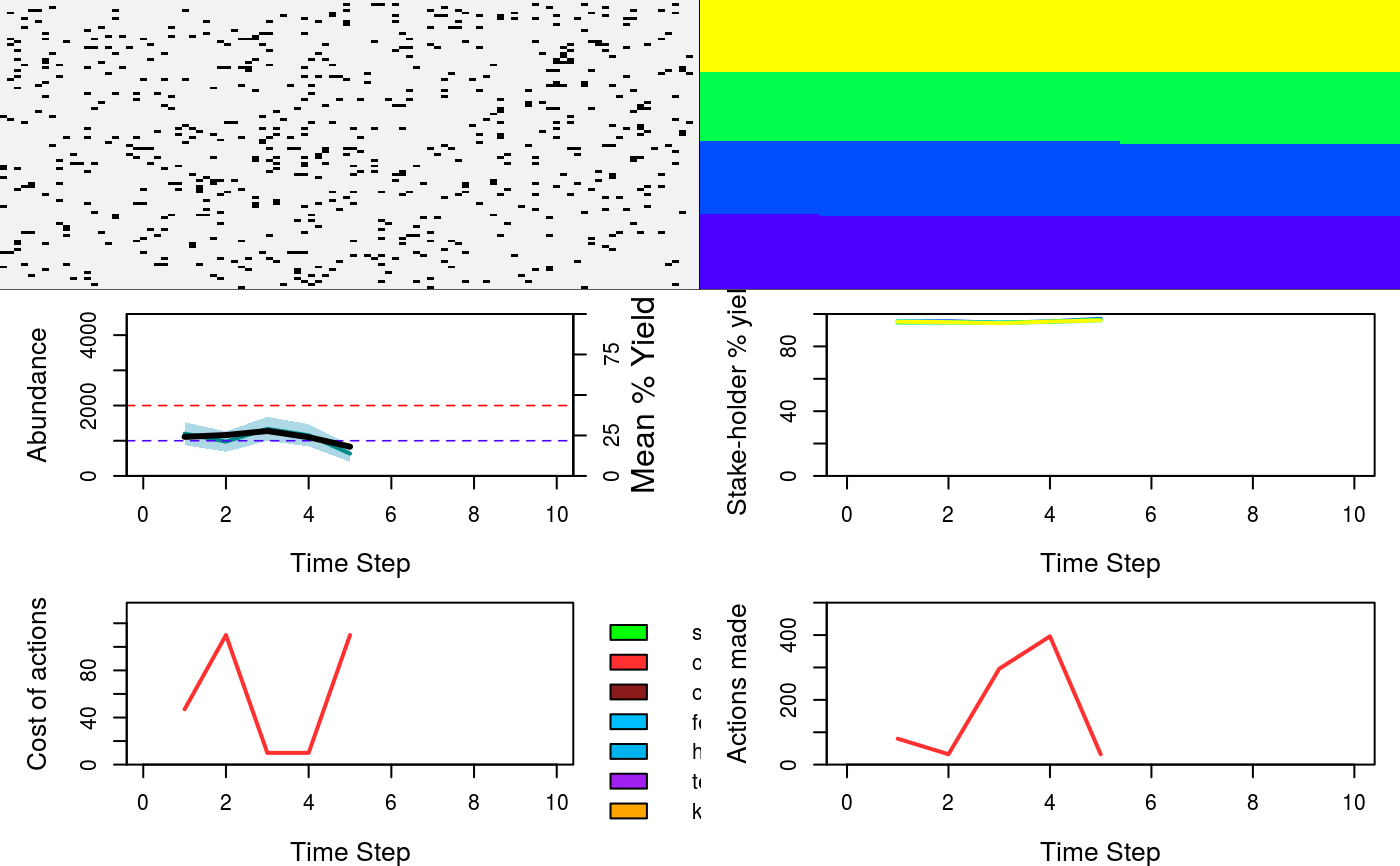 Abundance
0
2000
4000
0
25
75
Mean % Yield
0 2 4 6 8 10
Time Step
Stake-holder % yiel
0
40
80
0 2 4 6 8 10
Time Step
Cost of actions
0
40
80
0 2 4 6 8 10
Time Step
s
c
c
fe
h
te
k
Actions made
0
200
400
0 2 4 6 8 10
Time Step